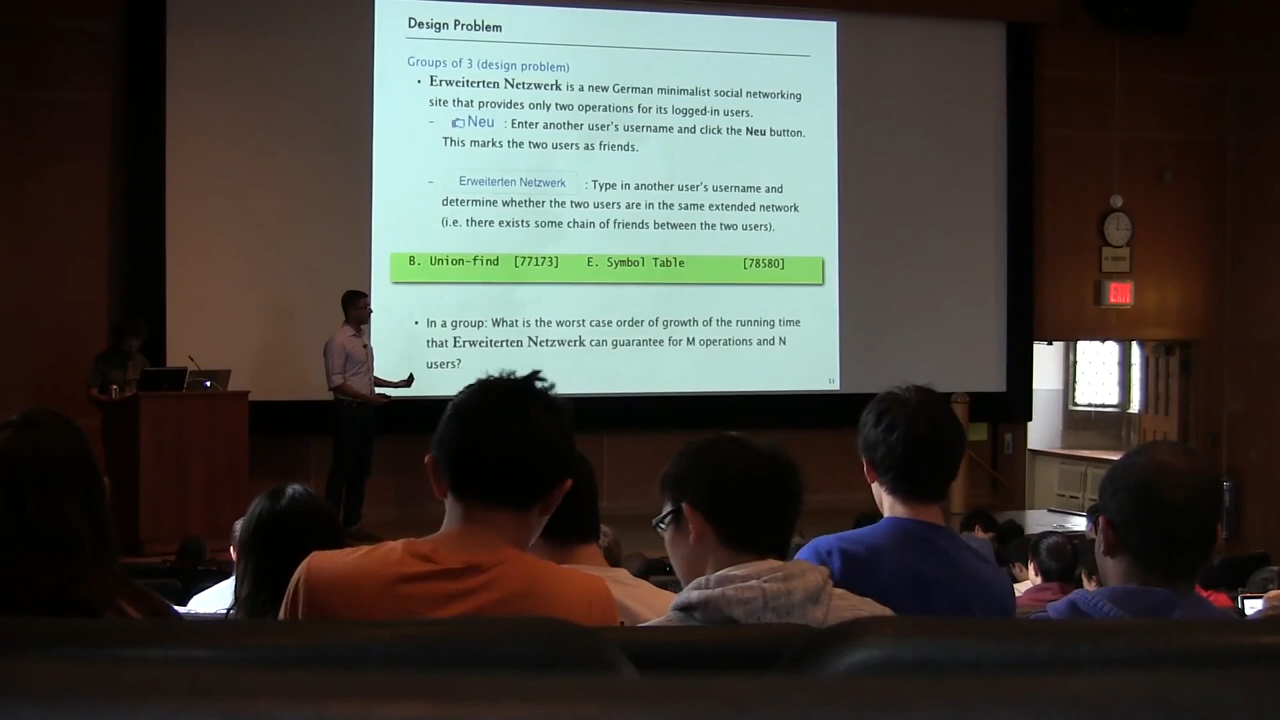 Design Problem
Groups of 3 (design problem)
• Erweiterten Netzwerk is a new German minimalist social networking
site that provides only two operations for its logged-in users.
– Neu : Enter another user's username and click the Neu button.
This marks the two users as friends.
– Erweiterten Netzwerk : Type in another user's username and
determine whether the two users are in the same extended network
(i.e. there exists some chain of friends between the two users).
B. Union-find [77173] E. Symbol Table [78580]
• In a group: What is the worst case order of growth of the running time
that Erweiterten Netzwerk can guarantee for M operations and N
users?
EXIT